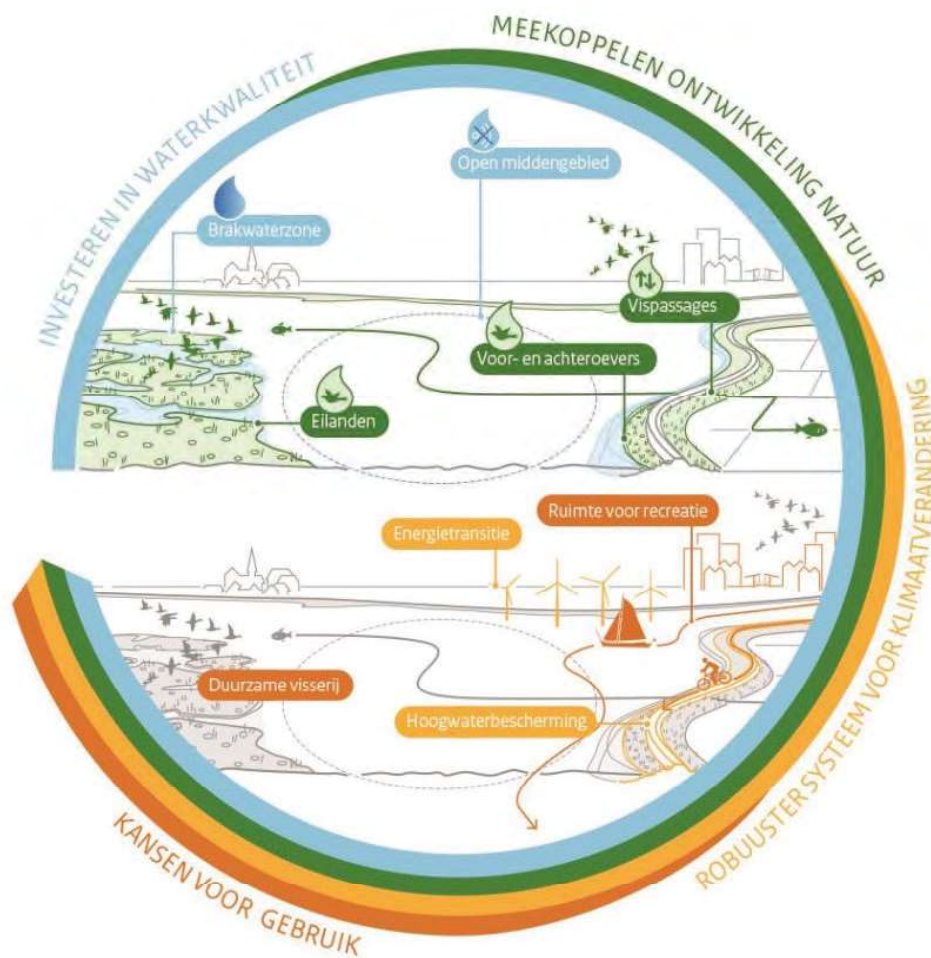 INVESTEREN IN WATERKWALITEIT
MEEKOPPELEN ONTWIKKELING NATUUR
ROBUUSTER SYSTEEM VOOR KLIMAATVERANDERING
KANSEN VOOR GEBRUIK
Open middengebied
Brakwaterzone
Vispassages
Voor- en achteroevers
Eilanden
Ruimte voor recreatie
Energietransitie
Duurzame visserij
Hoogwaterbescherming